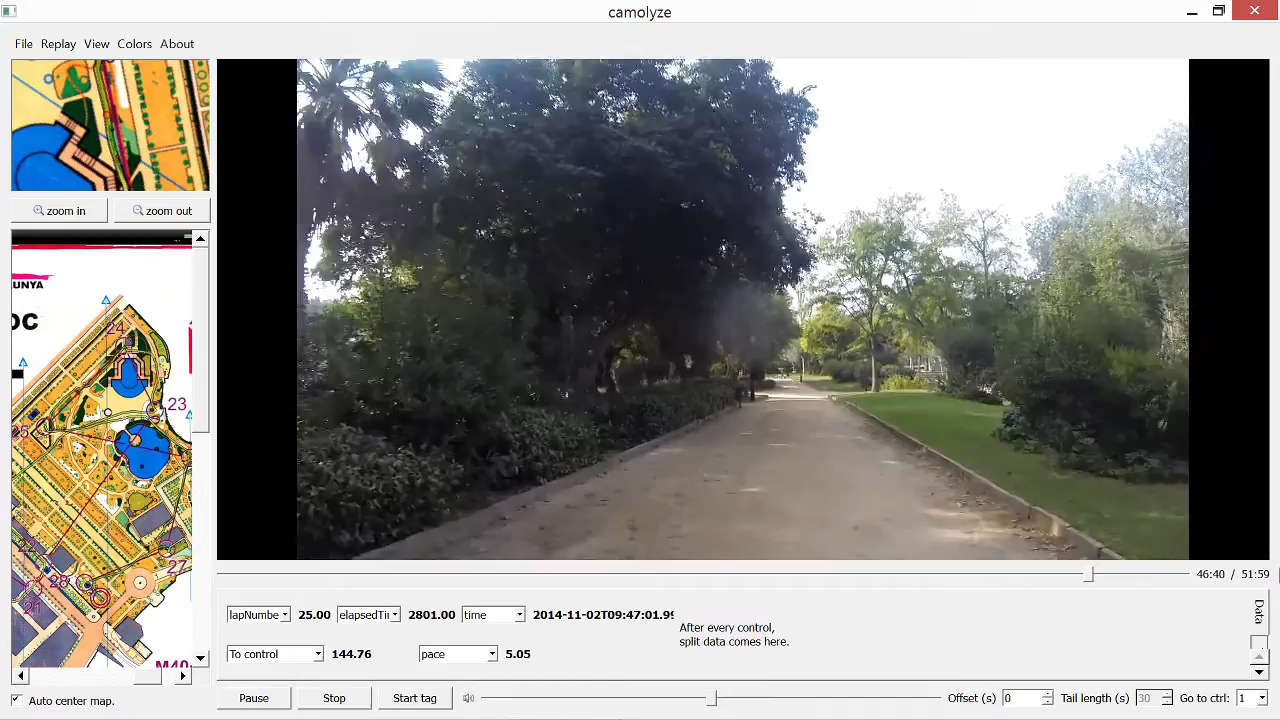 camolyze
File Replay View Colors About
zoom in zoom out
UNYA
OC
24
23
25
22
28
27
21
M40
46:40 / 51:59
lapNumbe 25.00 elapsedTi 2801.00 time 2014-11-02T09:47:01.99
After every control,
split data comes here.
Data
To control 144.76 pace 5.05
Auto center map.
Pause Stop Start tag Offset (s) 0 Tail length (s) 30 Go to ctrl: 1